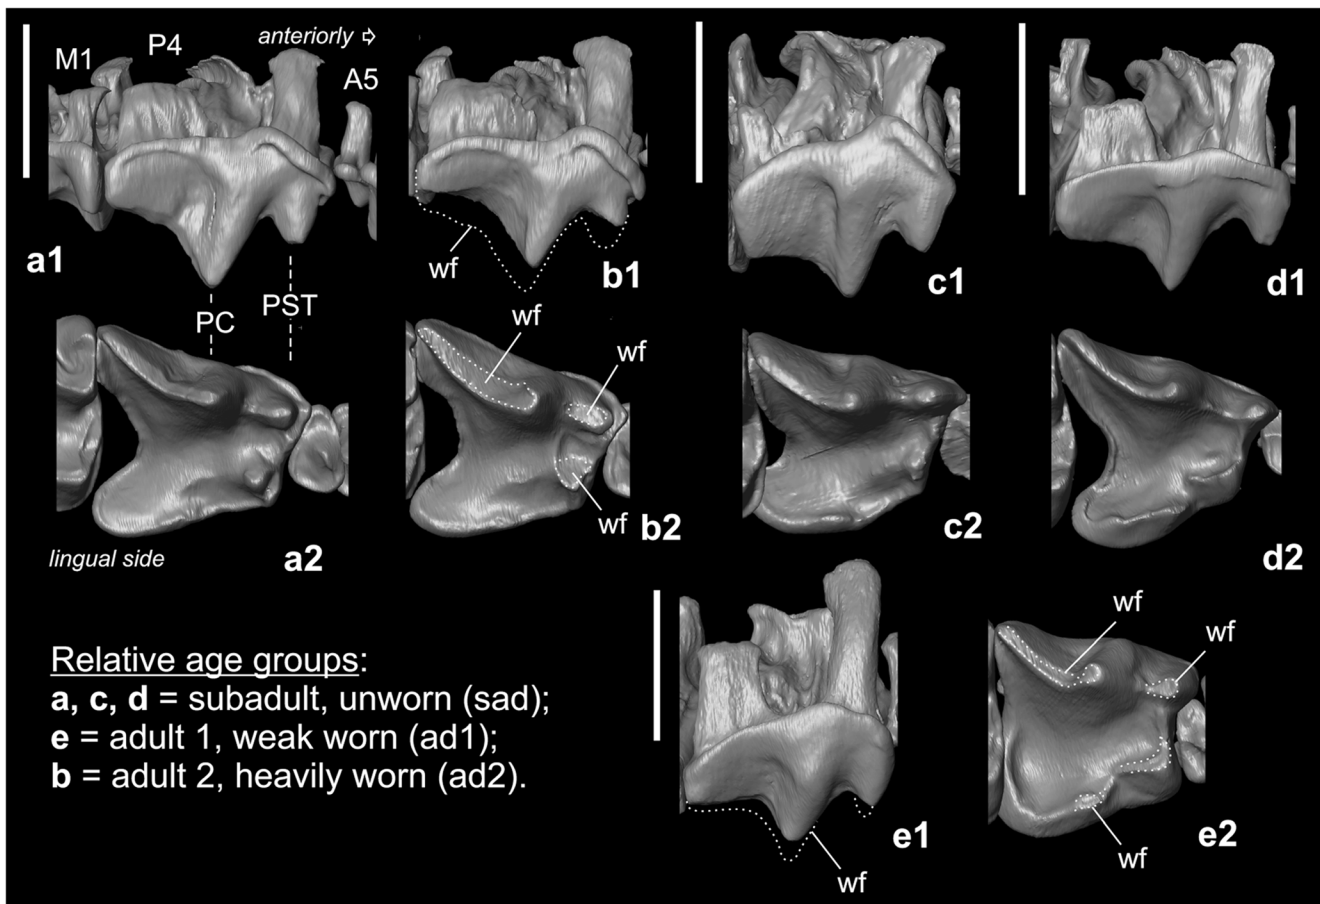 M1
P4
anteriorly ⇨
A5
a1
wf
b1
c1
d1
PC
PST
wf
wf
wf
lingual side
a2
b2
c2
d2
Relative age groups:
a, c, d = subadult, unworn (sad);
e = adult 1, weak worn (ad1);
b = adult 2, heavily worn (ad2).
wf
e1
wf
wf
wf
e2